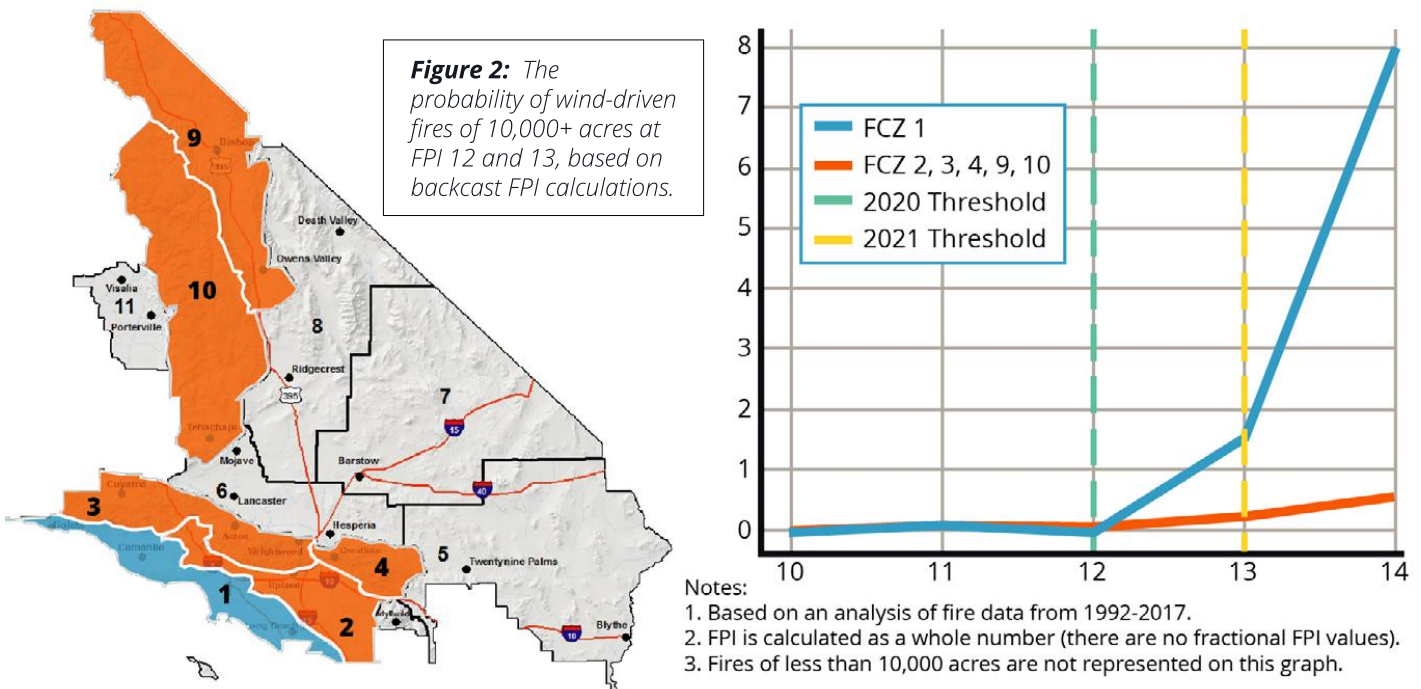 Figure 2: The
probability of wind-driven
fires of 10,000+ acres at
FPI 12 and 13, based on
backcast FPI calculations.
9
Bishop
395
Death Valley
Owens Valley
10
Visalia
11
Porterville
8
Ridgecrest
395
7
15
Tehachapi
Mojave
Barstow
40
Cuyama
3
6
Lancaster
Hesperia
Acton
Wrightwood
Crestline
Goleta
Camarillo
5
4
Twentynine Palms
5
Upland
10
1
Long Beach
2
Idyllwild
10
Blythe
8
7
6
5
4
3
2
1
0
10
11
12
13
14
FCZ 1
FCZ 2, 3, 4, 9, 10
2020 Threshold
2021 Threshold
Notes:
1. Based on an analysis of fire data from 1992-2017.
2. FPI is calculated as a whole number (there are no fractional FPI values).
3. Fires of less than 10,000 acres are not represented on this graph.